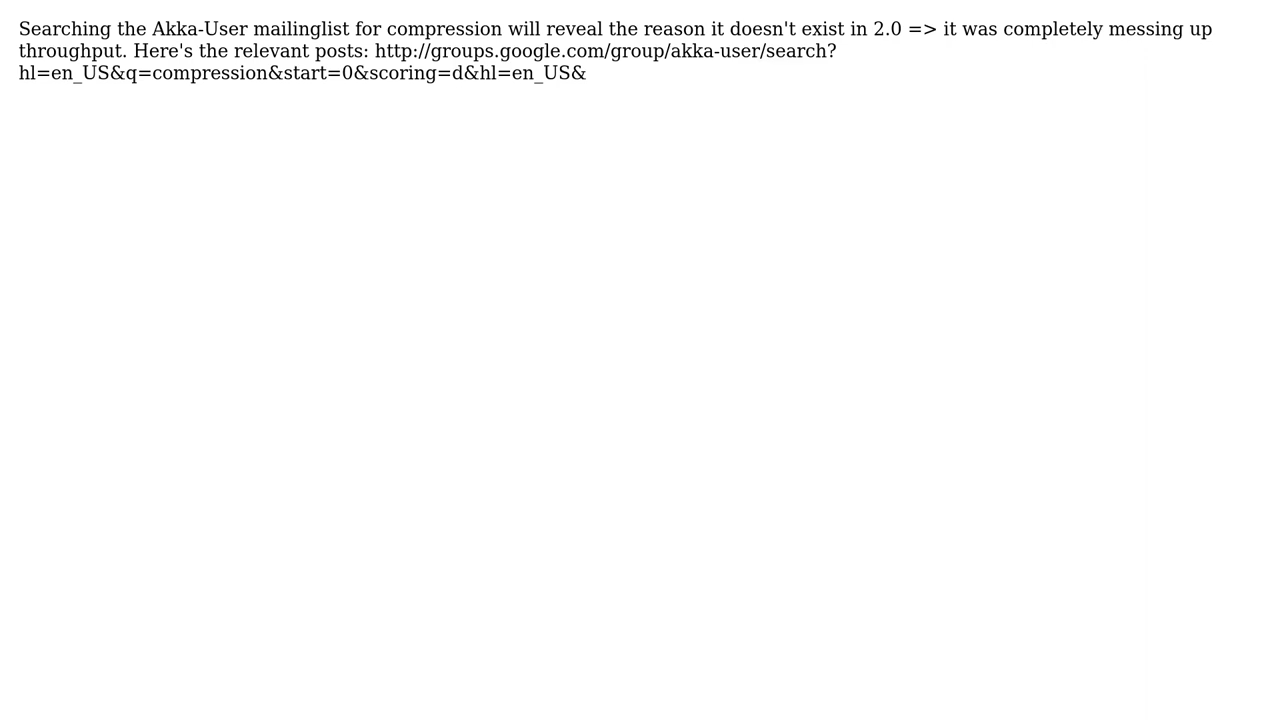 Searching the Akka-User mailinglist for compression will reveal the reason it doesn't exist in 2.0 => it was completely messing up
throughput. Here's the relevant posts: http://groups.google.com/group/akka-user/search?
hl=en_US&q=compression&start=0&scoring=d&hl=en_US&